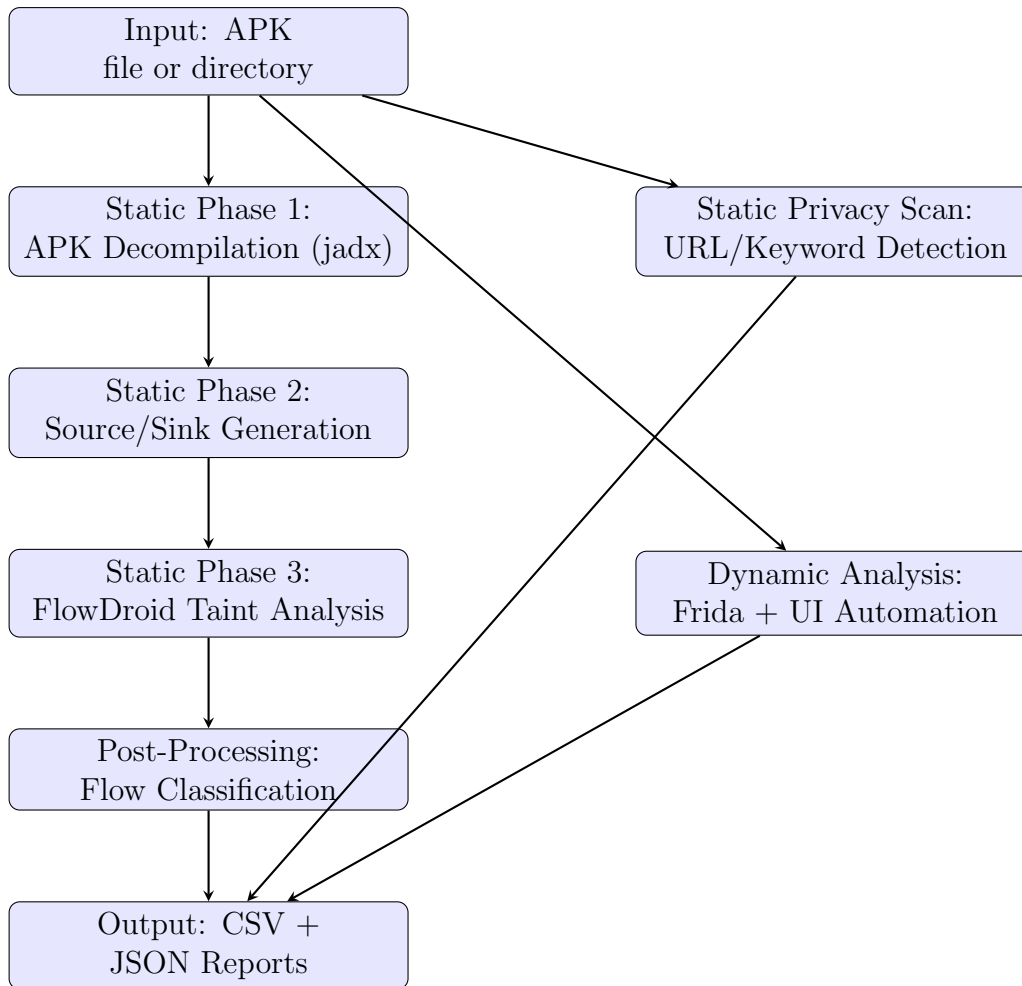 Input: APK
file or directory
Static Phase 1:
APK Decompilation (jadx)
Static Privacy Scan:
URL/Keyword Detection
Static Phase 2:
Source/Sink Generation
Static Phase 3:
FlowDroid Taint Analysis
Dynamic Analysis:
Frida + UI Automation
Post-Processing:
Flow Classification
Output: CSV +
JSON Reports